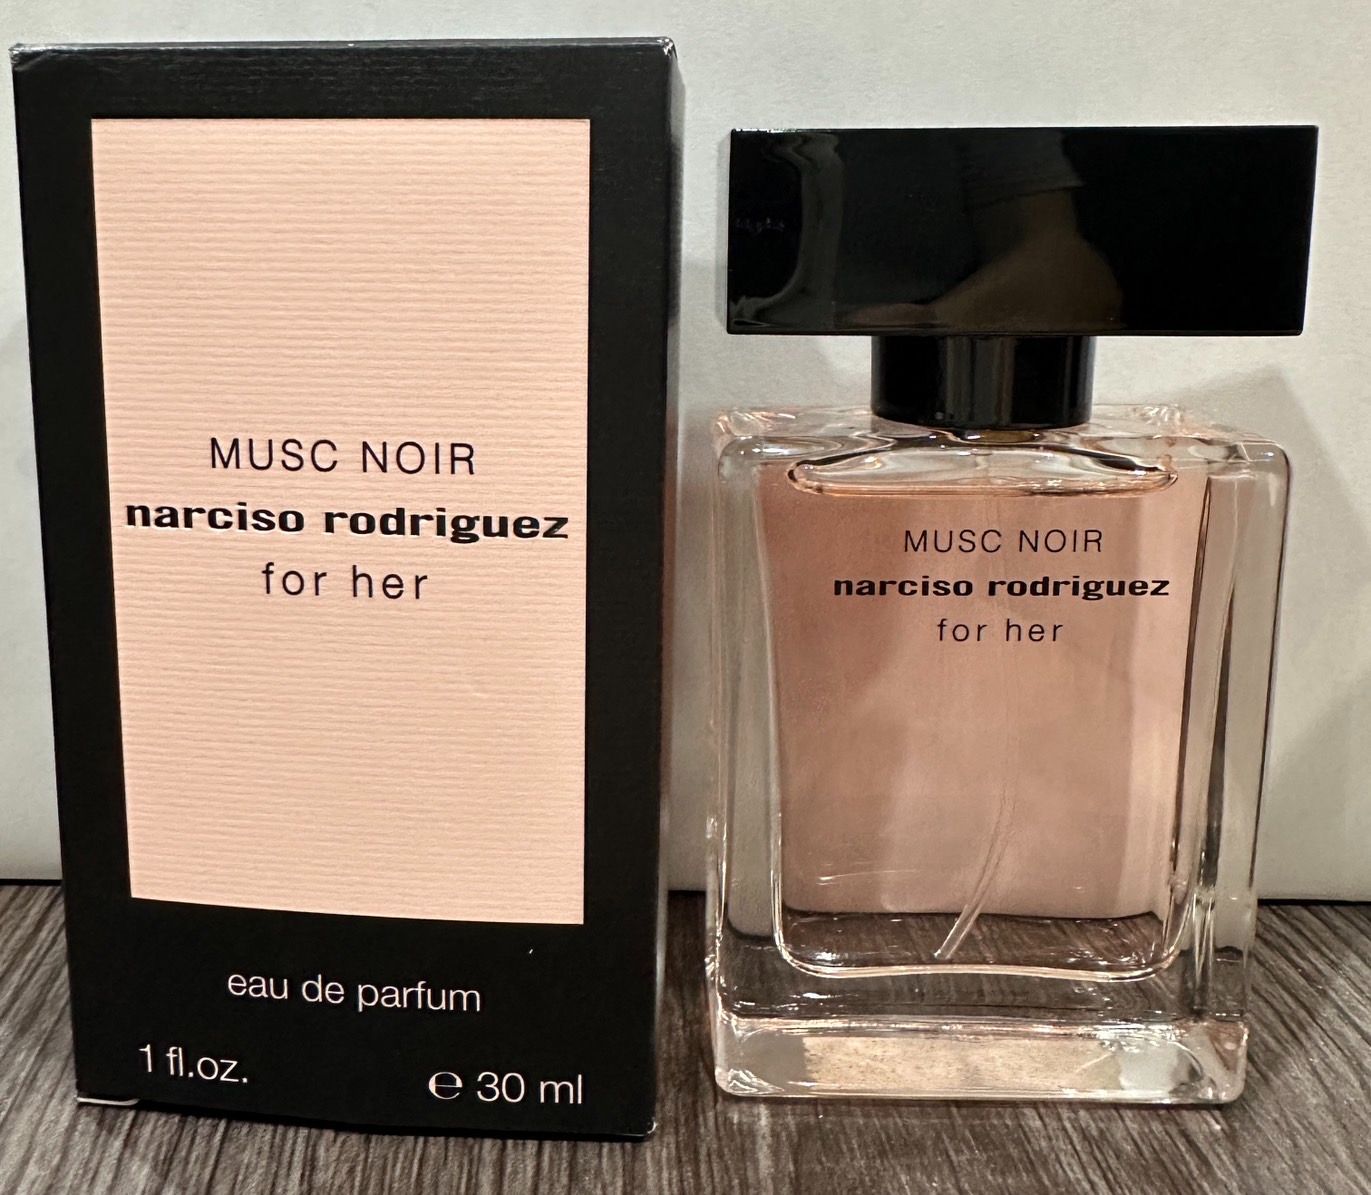 MUSC NOIR
narciso rodriguez
for her
eau de parfum
1 fl.oz.
℮ 30 ml
MUSC NOIR
narciso rodriguez
for her